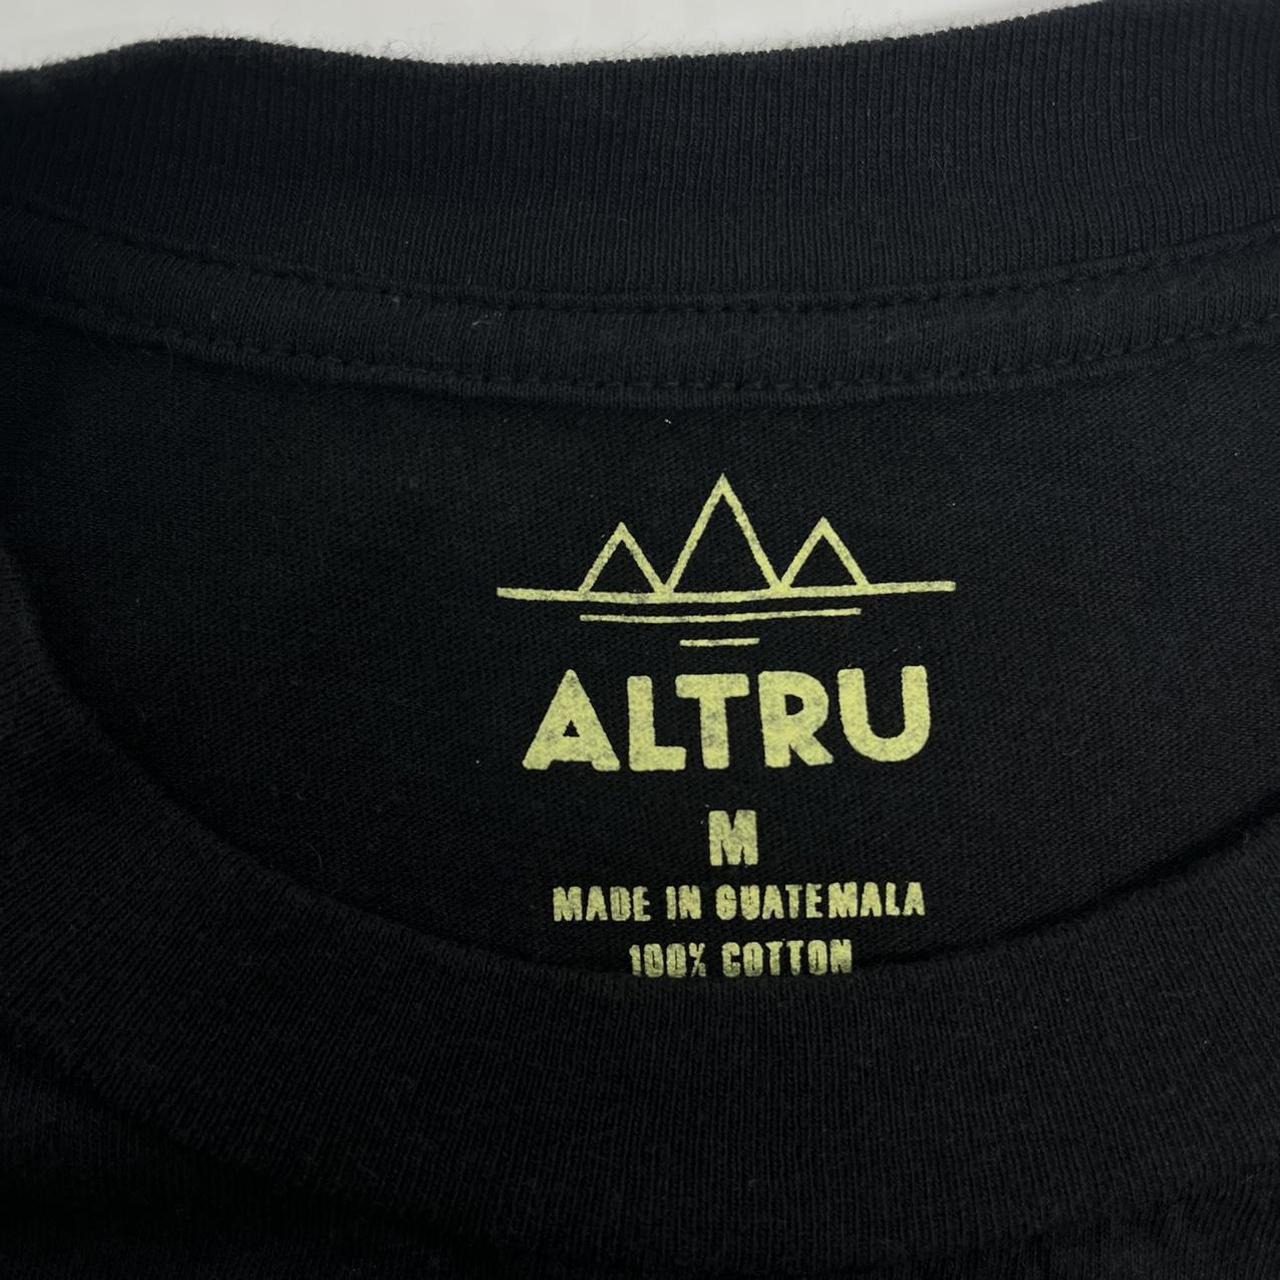 ALTRU
M
MADE IN GUATEMALA
100% COTTON